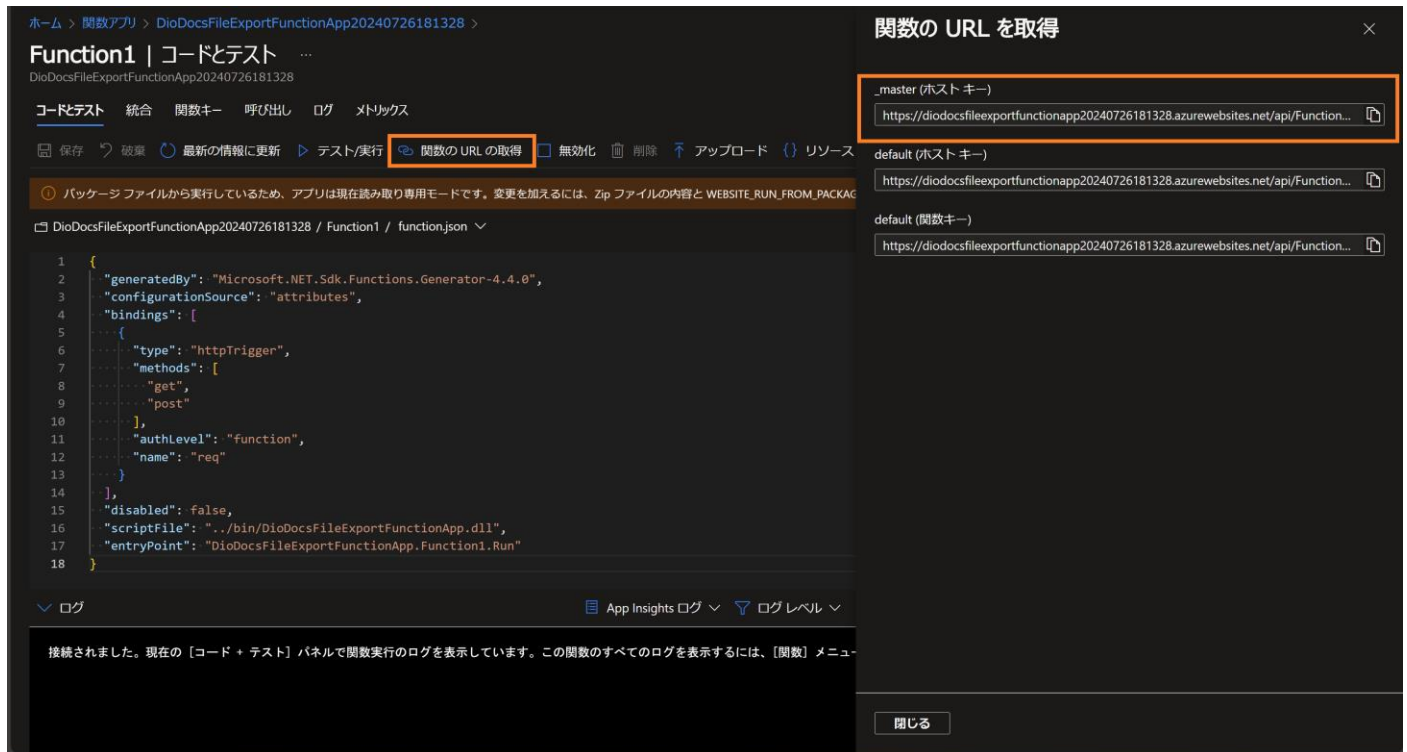 ホーム > 関数アプリ > DioDocsFileExportFunctionApp20240726181328 >
Function1 | コードとテスト ...
DioDocsFileExportFunctionApp20240726181328
コードとテスト 統合 関数キー 呼び出し ログ メトリックス
保存 破棄 最新の情報に更新 テスト/実行 関数の URL の取得 無効化 削除 アップロード {} リソース
パッケージ ファイルから実行しているため、アプリは現在読み取り専用モードです。変更を加えるには、Zip ファイルの内容と WEBSITE_RUN_FROM_PACKAG
DioDocsFileExportFunctionApp20240726181328 / Function1 / function.json
1 {
2 "generatedBy": "Microsoft.NET.Sdk.Functions.Generator-4.4.0",
3 "configurationSource": "attributes",
4 "bindings": [
5 {
6 "type": "httpTrigger",
7 "methods": [
8 "get",
9 "post"
10 ],
11 "authLevel": "function",
12 "name": "req"
13 }
14 ],
15 "disabled": false,
16 "scriptFile": "../bin/DioDocsFileExportFunctionApp.dll",
17 "entryPoint": "DioDocsFileExportFunctionApp.Function1.Run"
18 }
ログ App Insights ログ ログ レベル
接続されました。現在の [コード + テスト] パネルで関数実行のログを表示しています。この関数のすべてのログを表示するには、[関数] メニュー
関数の URL を取得
_master (ホスト キー)
https://diodocsfileexportfunctionapp20240726181328.azurewebsites.net/api/Function...
default (ホスト キー)
https://diodocsfileexportfunctionapp20240726181328.azurewebsites.net/api/Function...
default (関数キー)
https://diodocsfileexportfunctionapp20240726181328.azurewebsites.net/api/Function...
閉じる